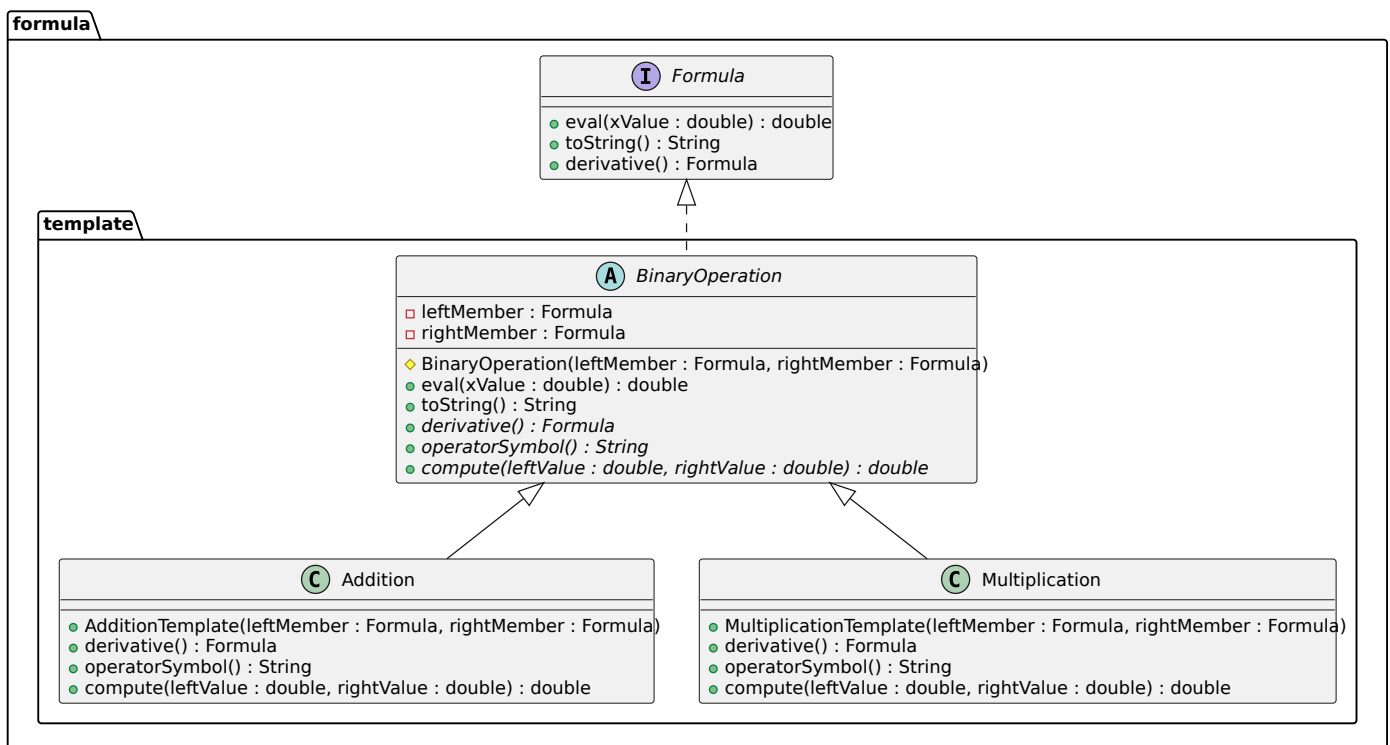 formula
I Formula
eval(xValue : double) : double
toString() : String
derivative() : Formula
template
A BinaryOperation
leftMember : Formula
rightMember : Formula
BinaryOperation(leftMember : Formula, rightMember : Formula)
eval(xValue : double) : double
toString() : String
derivative() : Formula
operatorSymbol() : String
compute(leftValue : double, rightValue : double) : double
C Addition
AdditionTemplate(leftMember : Formula, rightMember : Formula)
derivative() : Formula
operatorSymbol() : String
compute(leftValue : double, rightValue : double) : double
C Multiplication
MultiplicationTemplate(leftMember : Formula, rightMember : Formula)
derivative() : Formula
operatorSymbol() : String
compute(leftValue : double, rightValue : double) : double